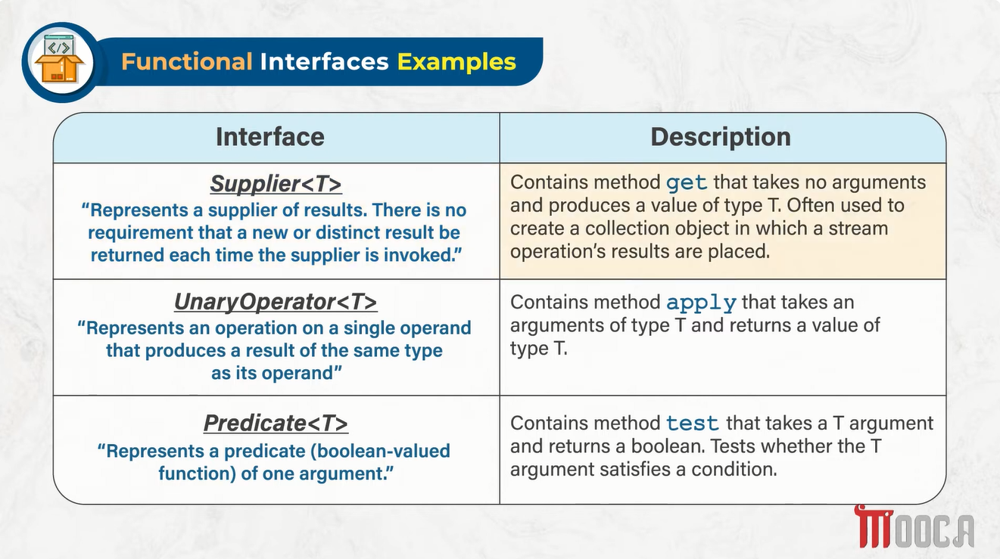 </>
Functional Interfaces Examples
Interface
Description
Supplier<T>
“Represents a supplier of results. There is no
requirement that a new or distinct result be
returned each time the supplier is invoked.”
Contains method get that takes no arguments
and produces a value of type T. Often used to
create a collection object in which a stream
operation’s results are placed.
UnaryOperator<T>
“Represents an operation on a single operand
that produces a result of the same type
as its operand”
Contains method apply that takes an
arguments of type T and returns a value of
type T.
Predicate<T>
“Represents a predicate (boolean-valued
function) of one argument.”
Contains method test that takes a T argument
and returns a boolean. Tests whether the T
argument satisfies a condition.
MOOCA